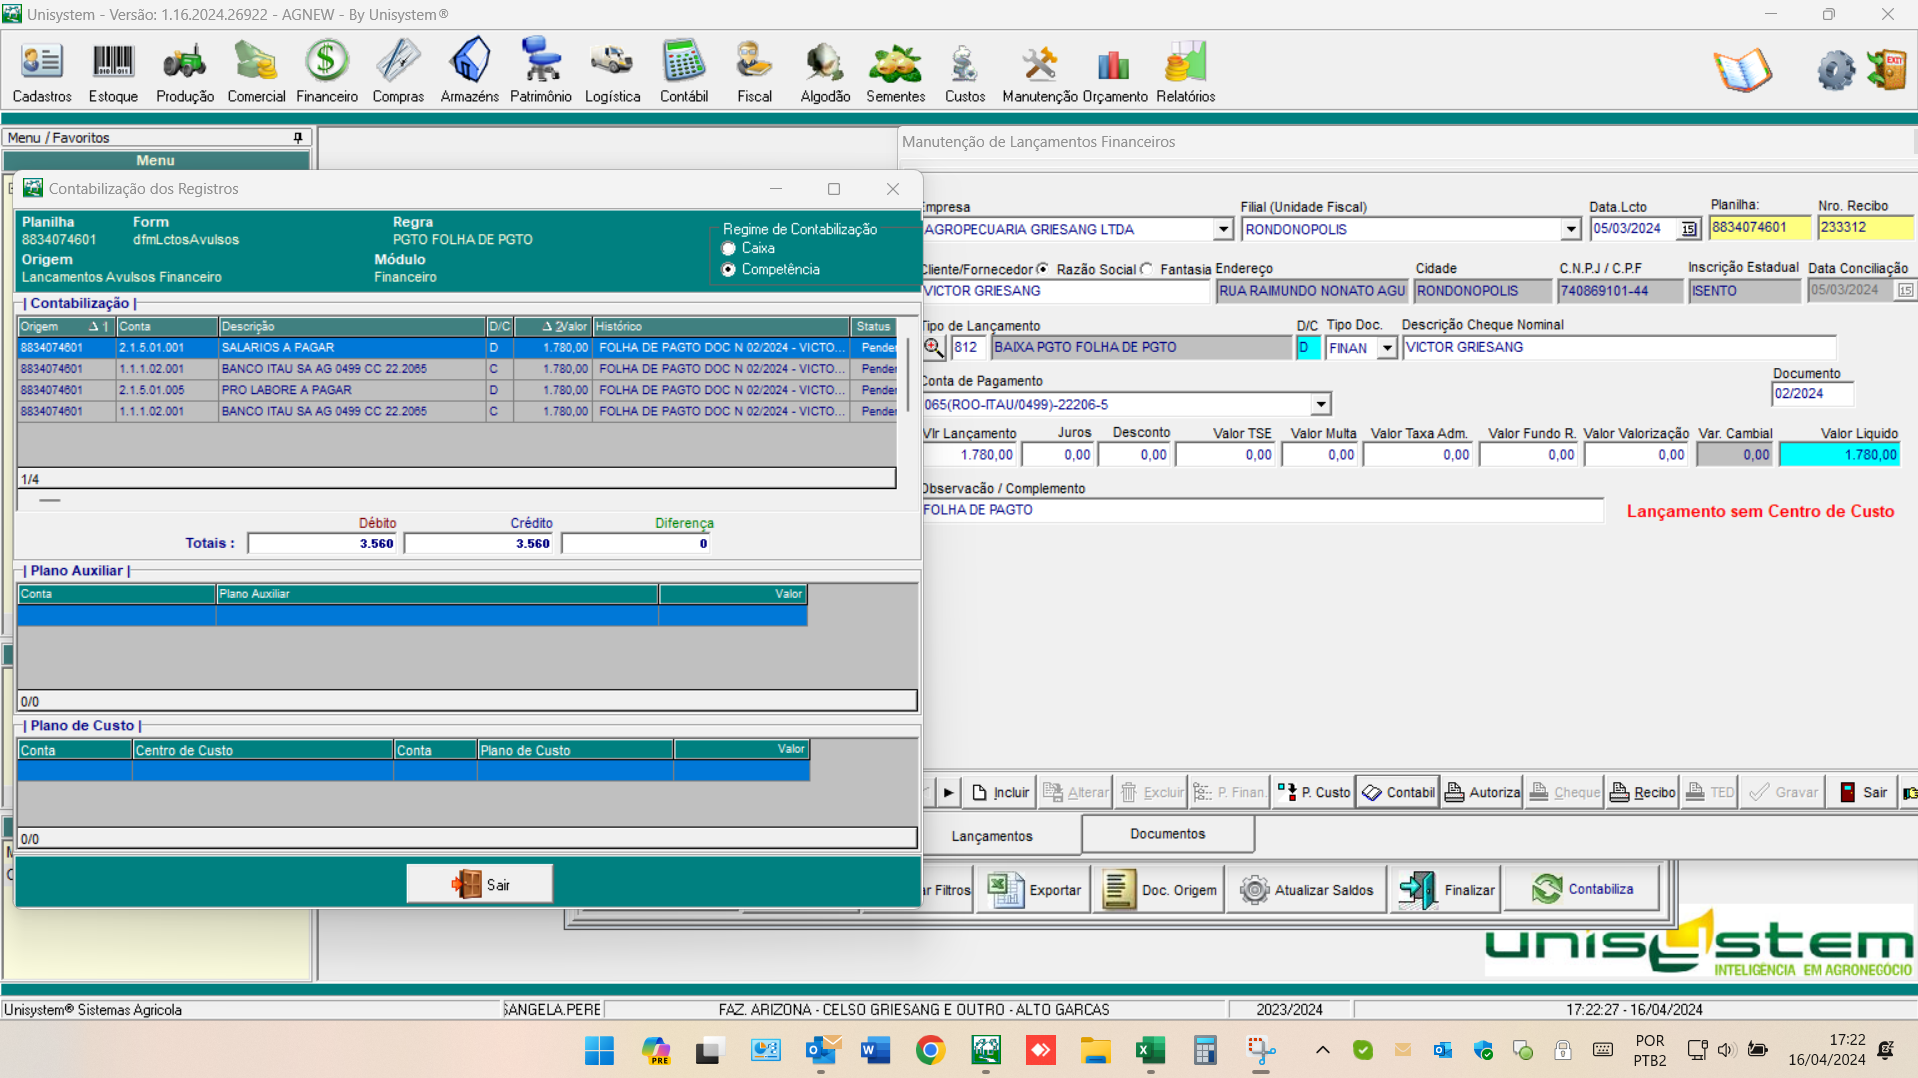 Unisystem - Versão: 1.16.2024.26922 - AGNEW - By Unisystem®
Cadastros Estoque Produção Comercial Financeiro Compras Armazéns Patrimônio Logística Contábil Fiscal Algodão Sementes Custos Manutenção Orçamento Relatórios
EXIT
Menu / Favoritos
Menu
Manutenção de Lançamentos Financeiros
Contabilização dos Registros
Planilha Form Regra
8834074601 dfmLctosAvulsos PGTO FOLHA DE PGTO
Origem Módulo
Lancamentos Avulsos Financeiro Financeiro
Regime de Contabilização
Caixa
Competência
| Contabilização |
Origem 1 Conta Descrição D/C 2 Valor Histórico Status
8834074601 2.1.5.01.001 SALARIOS A PAGAR D 1.780,00 FOLHA DE PAGTO DOC N 02/2024 - VICTO... Pender
8834074601 1.1.1.02.001 BANCO ITAU SA AG 0499 CC 22.2065 C 1.780,00 FOLHA DE PAGTO DOC N 02/2024 - VICTO... Pender
8834074601 2.1.5.01.005 PRO LABORE A PAGAR D 1.780,00 FOLHA DE PAGTO DOC N 02/2024 - VICTO... Pender
8834074601 1.1.1.02.001 BANCO ITAU SA AG 0499 CC 22.2065 C 1.780,00 FOLHA DE PAGTO DOC N 02/2024 - VICTO... Pender
1/4
Débito Crédito Diferença
Totais : 3.560 3.560 0
| Plano Auxiliar |
Conta Plano Auxiliar Valor
0/0
| Plano de Custo |
Conta Centro de Custo Conta Plano de Custo Valor
0/0
Sair
Empresa Filial (Unidade Fiscal) Data.Lcto Planilha: Nro. Recibo
AGROPECUARIA GRIESANG LTDA RONDONOPOLIS 05/03/2024 15 8834074601 233312
Cliente/Fornecedor Razão Social Fantasia Endereço Cidade C.N.P.J / C.P.F Inscrição Estadual Data Conciliação
VICTOR GRIESANG RUA RAIMUNDO NONATO AGU RONDONOPOLIS 740869101-44 ISENTO 05/03/2024 15
Tipo de Lançamento D/C Tipo Doc. Descrição Cheque Nominal
812 BAIXA PGTO FOLHA DE PGTO D FINAN VICTOR GRIESANG
Conta de Pagamento Documento
065(ROO-ITAU/0499)-22206-5 02/2024
Vlr Lançamento Juros Desconto Valor TSE Valor Multa Valor Taxa Adm. Valor Fundo R. Valor Valorização Var. Cambial Valor Liquido
1.780,00 0,00 0,00 0,00 0,00 0,00 0,00 0,00 0,00 1.780,00
Observacão / Complemento
FOLHA DE PAGTO
Lançamento sem Centro de Custo
Incluir Alterar Excluir P. Finan. P. Custo Contabil Autoriza Cheque Recibo TED Gravar Sair
Lançamentos Documentos
ar Filtros Exportar Doc. Origem Atualizar Saldos Finalizar Contabiliza
unisystem
INTELIGÊNCIA EM AGRONEGÓCIO
Unisystem® Sistemas Agricola SANGELA.PERE FAZ. ARIZONA - CELSO GRIESANG E OUTRO - ALTO GARCAS 2023/2024 17:22:27 - 16/04/2024
PRE
POR
PTB2
17:22
16/04/2024